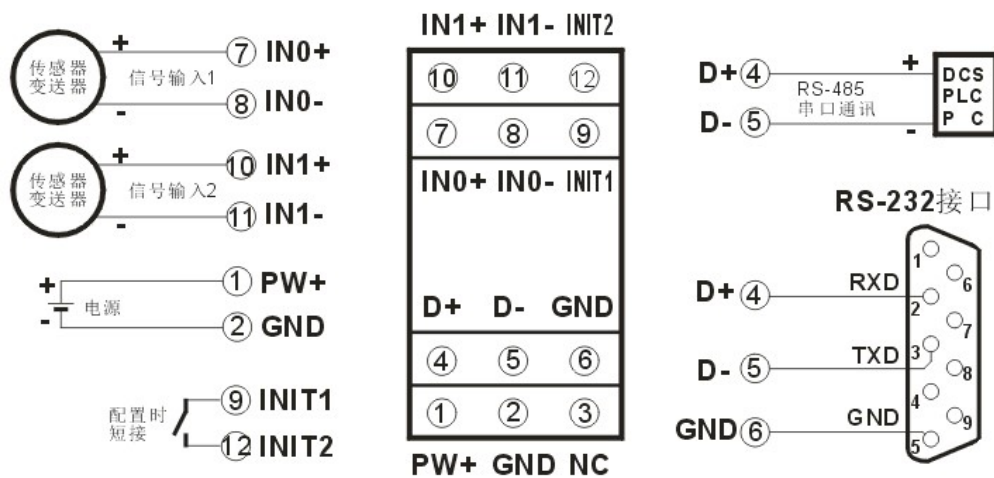 传感器
变送器
+
信号输入1
-
⑦ IN0+
⑧ IN0-
传感器
变送器
+
信号输入2
-
⑩ IN1+
⑪ IN1-
+
电源
-
① PW+
② GND
配置时
短接
⑨ INIT1
⑫ INIT2
IN1+ IN1- INIT2
⑩ ⑪ ⑫
⑦ ⑧ ⑨
IN0+ IN0- INIT1
D+ D- GND
④ ⑤ ⑥
① ② ③
PW+ GND NC
D+ ④
D- ⑤
RS-485
串口通讯
+
-
DCS
PLC
P C
RS-232接口
D+ ④ RXD
D- ⑤ TXD
GND ⑥ GND
1
2
3
4
5
6
7
8
9